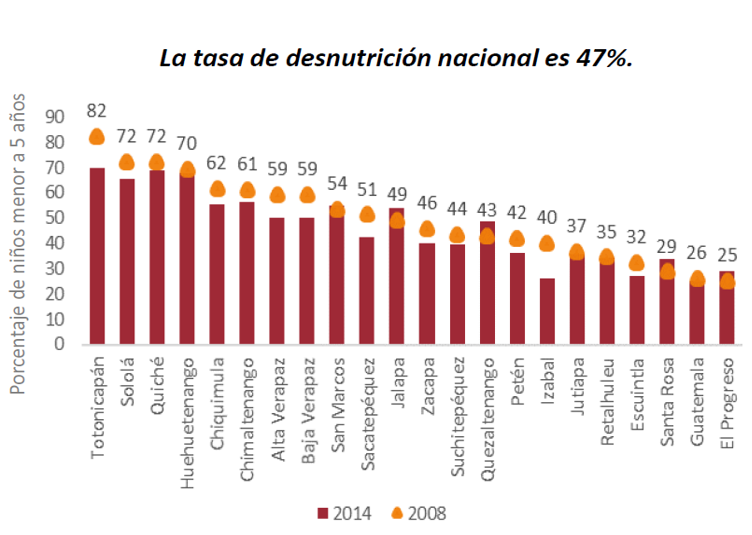 La tasa de desnutrición nacional es 47%.
Porcentaje de niños menor a 5 años
90
80
70
60
50
40
30
20
10
0
82
72
72
70
62
61
59
59
54
51
49
46
44
43
42
40
37
35
32
29
26
25
Totonicapán
Sololá
Quiché
Huehuetenango
Chiquimula
Chimaltenango
Alta Verapaz
Baja Verapaz
San Marcos
Sacatepéquez
Jalapa
Zacapa
Suchitepéquez
Quezaltenango
Petén
Izabal
Jutiapa
Retalhuleu
Escuintla
Santa Rosa
Guatemala
El Progreso
2014
2008